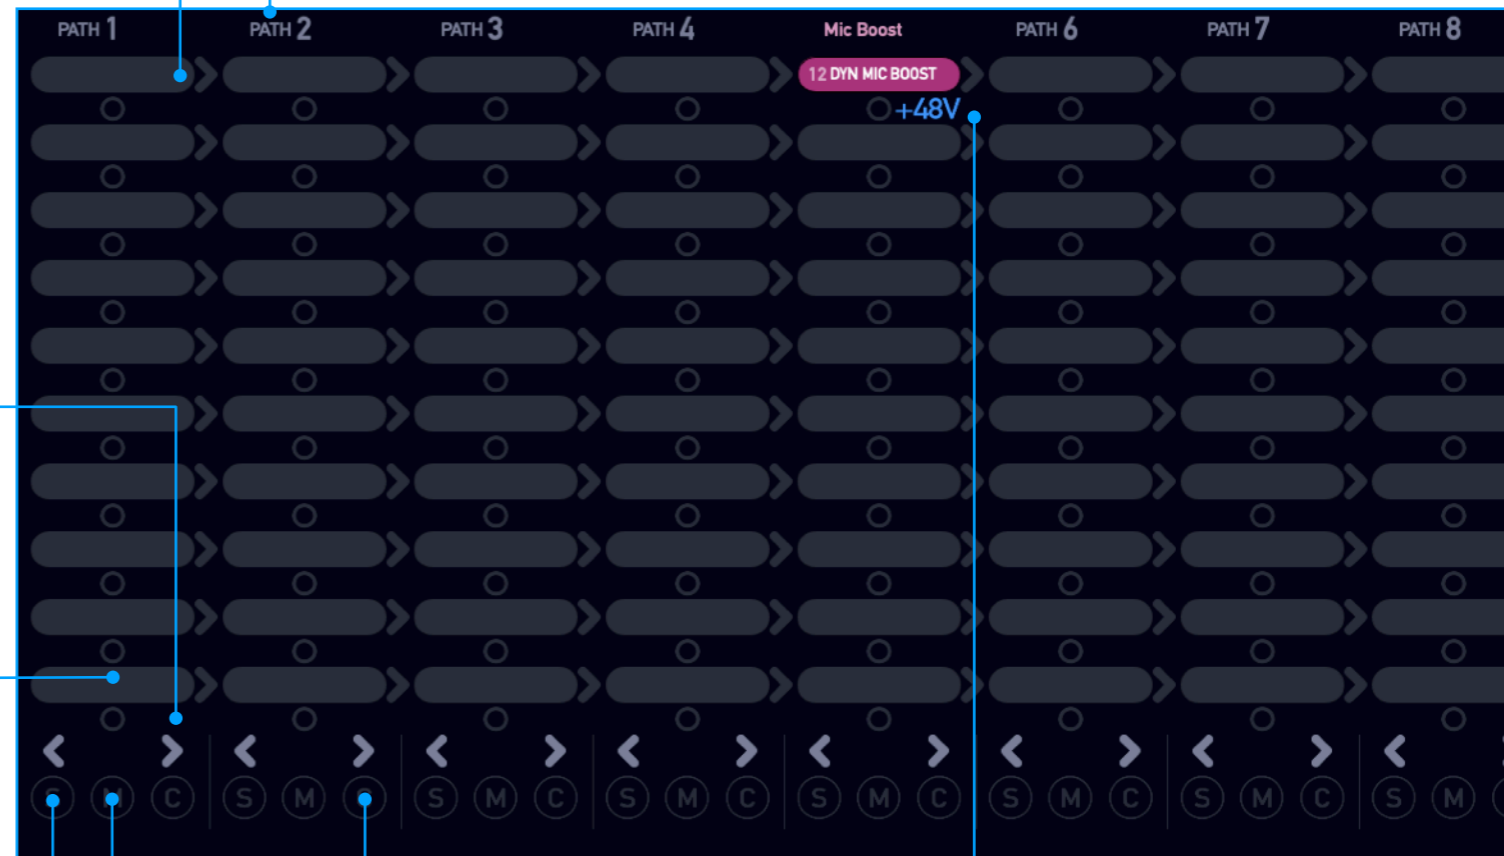 PATH 1 PATH 2 PATH 3 PATH 4 Mic Boost PATH 6 PATH 7 PATH 8
12 DYN MIC BOOST
+48V
S M C S M S M C S M C S M C S M C S M C S M